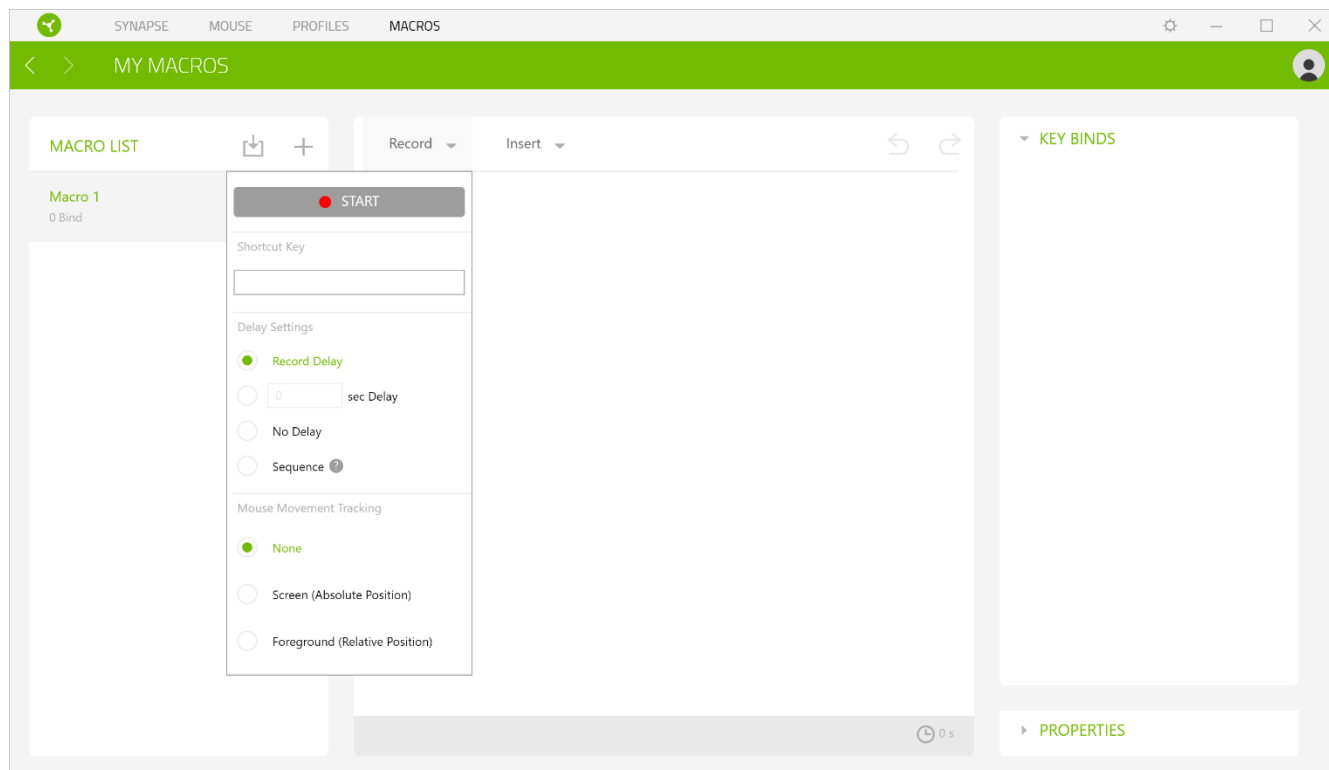 SYNAPSE MOUSE PROFILES MACROS
MY MACROS
MACRO LIST
Macro 1
0 Bind
Record Insert
START
Shortcut Key
Delay Settings
Record Delay
0 sec Delay
No Delay
Sequence ?
Mouse Movement Tracking
None
Screen (Absolute Position)
Foreground (Relative Position)
0 s
KEY BINDS
PROPERTIES